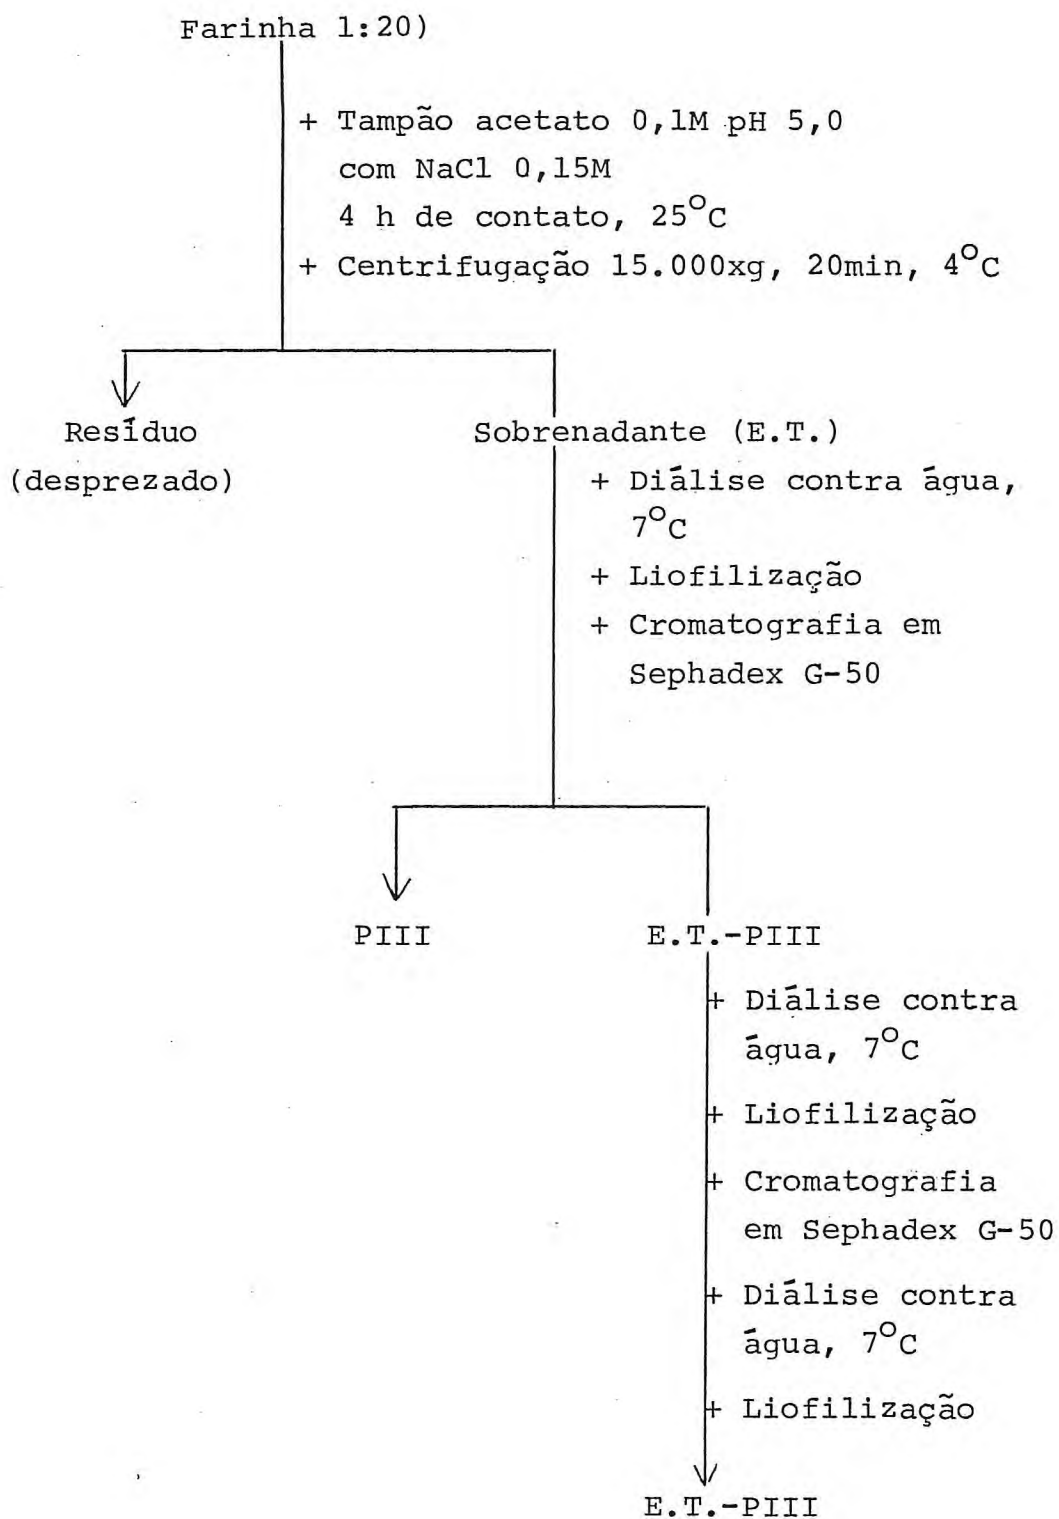 Farinha 1:20)
+ Tampão acetato 0,1M pH 5,0
com NaCl 0,15M
4 h de contato, 25°C
+ Centrifugação 15.000xg, 20min, 4°C
Resíduo
(desprezado)
Sobrenadante (E.T.)
+ Diálise contra água,
7°C
+ Liofilização
+ Cromatografia em
Sephadex G-50
PIII
E.T.-PIII
+ Diálise contra
água, 7°C
+ Liofilização
+ Cromatografia
em Sephadex G-50
+ Diálise contra
água, 7°C
+ Liofilização
E.T.-PIII